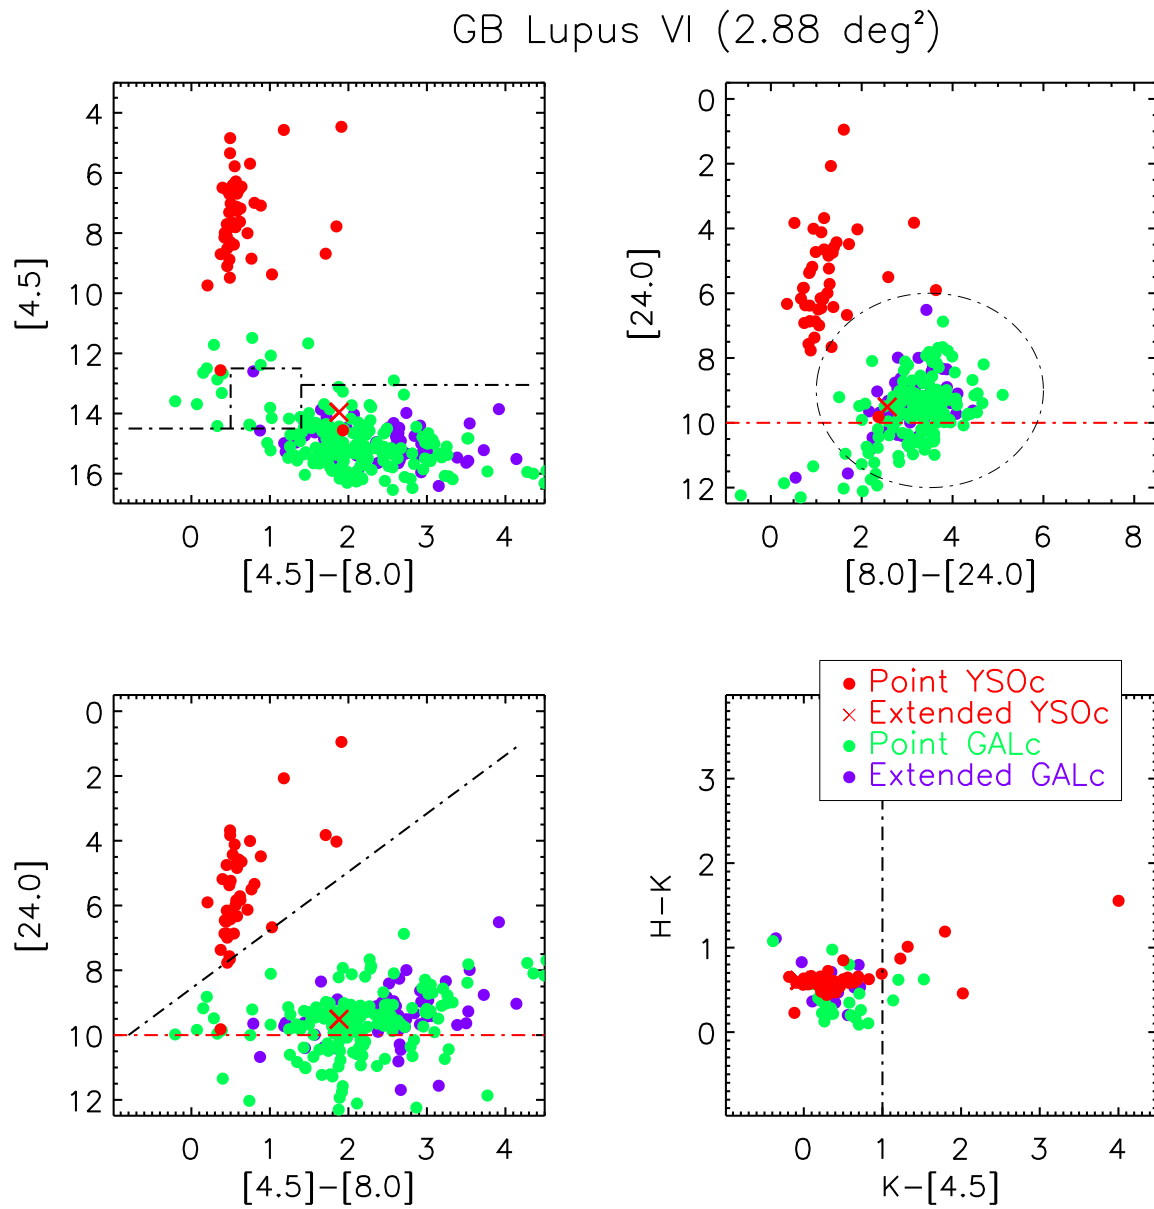 GB Lupus VI (2.88 deg²)
4
6
8
10
12
14
16
[4.5]
0 1 2 3 4
[4.5]−[8.0]
0
2
4
6
8
10
12
[24.0]
0 2 4 6 8
[8.0]−[24.0]
0
2
4
6
8
10
12
[24.0]
0 1 2 3 4
[4.5]−[8.0]
Point YSOc
Extended YSOc
Point GALc
Extended GALc
3
2
1
0
H−K
0 1 2 3 4
K−[4.5]